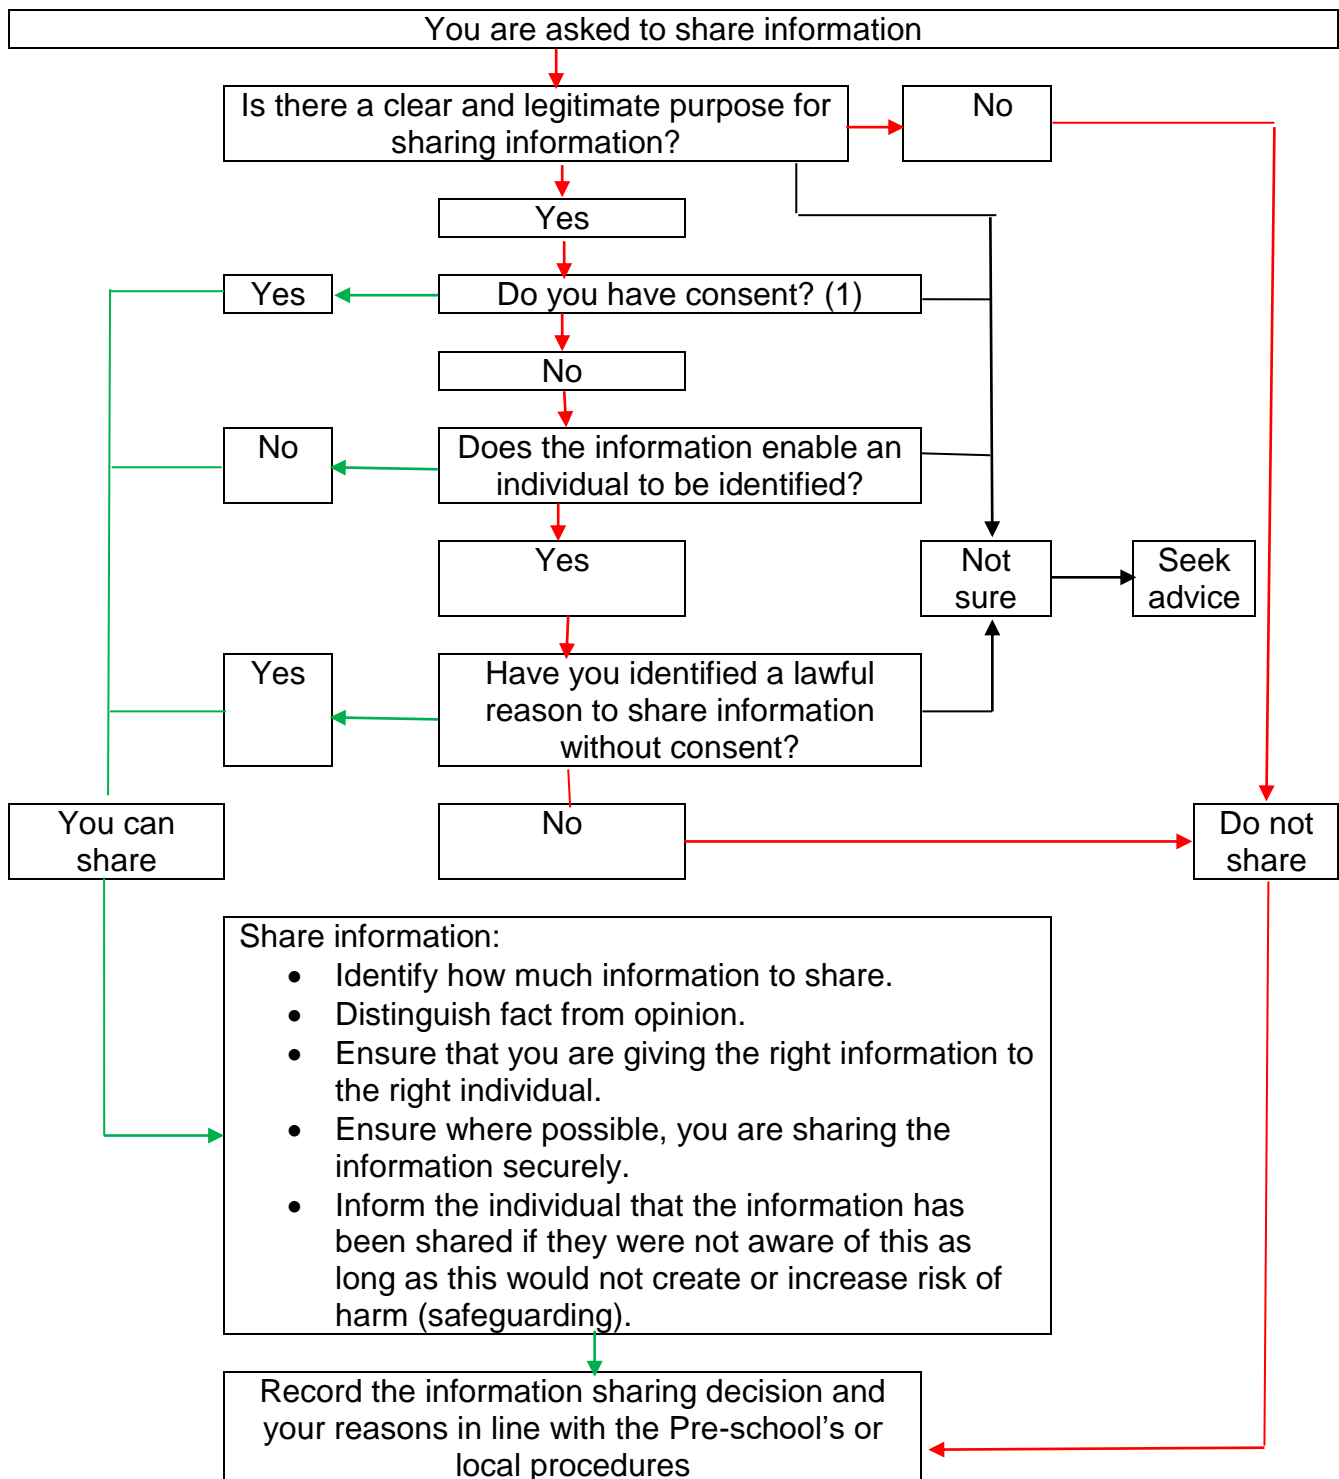 You are asked to share information
Is there a clear and legitimate purpose for
sharing information?
No
Yes
Yes
Do you have consent? (1)
No
No
Does the information enable an
individual to be identified?
Yes
Not
sure
Seek
advice
Yes
Have you identified a lawful
reason to share information
without consent?
You can
share
No
Do not
share
Share information:
• Identify how much information to share.
• Distinguish fact from opinion.
• Ensure that you are giving the right information to
the right individual.
• Ensure where possible, you are sharing the
information securely.
• Inform the individual that the information has
been shared if they were not aware of this as
long as this would not create or increase risk of
harm (safeguarding).
Record the information sharing decision and
your reasons in line with the Pre-school’s or
local procedures